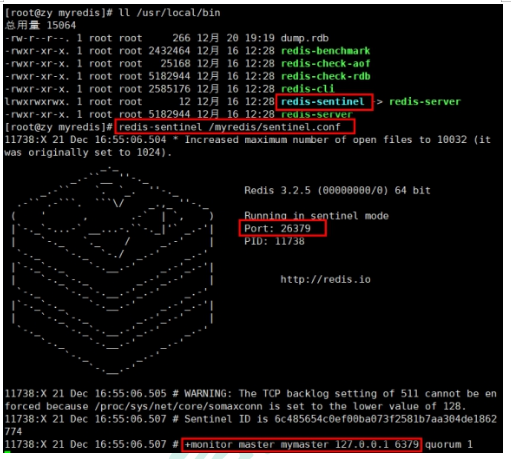 [root@zy myredis]# ll /usr/local/bin
总用量 15064
-rw-r--r--. 1 root root     266 12月 20 19:19 dump.rdb
-rwxr-xr-x. 1 root root 2432464 12月 16 12:28 redis-benchmark
-rwxr-xr-x. 1 root root   25168 12月 16 12:28 redis-check-aof
-rwxr-xr-x. 1 root root 5182944 12月 16 12:28 redis-check-rdb
-rwxr-xr-x. 1 root root 2585176 12月 16 12:28 redis-cli
lrwxrwxrwx. 1 root root      12 12月 16 12:28 redis-sentinel -> redis-server
-rwxr-xr-x. 1 root root 5182944 12月 16 12:28 redis-server
[root@zy myredis]# redis-sentinel /myredis/sentinel.conf
11738:X 21 Dec 16:55:06.504 * Increased maximum number of open files to 10032 (it
was originally set to 1024).
Redis 3.2.5 (00000000/0) 64 bit
Running in sentinel mode
Port: 26379
PID: 11738
http://redis.io
11738:X 21 Dec 16:55:06.505 # WARNING: The TCP backlog setting of 511 cannot be en
forced because /proc/sys/net/core/somaxconn is set to the lower value of 128.
11738:X 21 Dec 16:55:06.507 # Sentinel ID is 6c485654c0ef00ba073f2581b7aa304de1862
774
11738:X 21 Dec 16:55:06.507 # +monitor master mymaster 127.0.0.1 6379 quorum 1